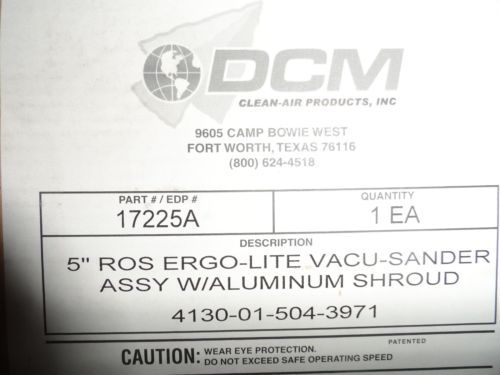 DCM
CLEAN-AIR PRODUCTS, INC
9605 CAMP BOWIE WEST
FORT WORTH, TEXAS 76116
(800) 624-4518
PART # / EDP #
17225A
QUANTITY
1 EA
DESCRIPTION
5" ROS ERGO-LITE VACU-SANDER
ASSY W/ALUMINUM SHROUD
4130-01-504-3971
PATENTED
CAUTION: WEAR EYE PROTECTION.
DO NOT EXCEED SAFE OPERATING SPEED